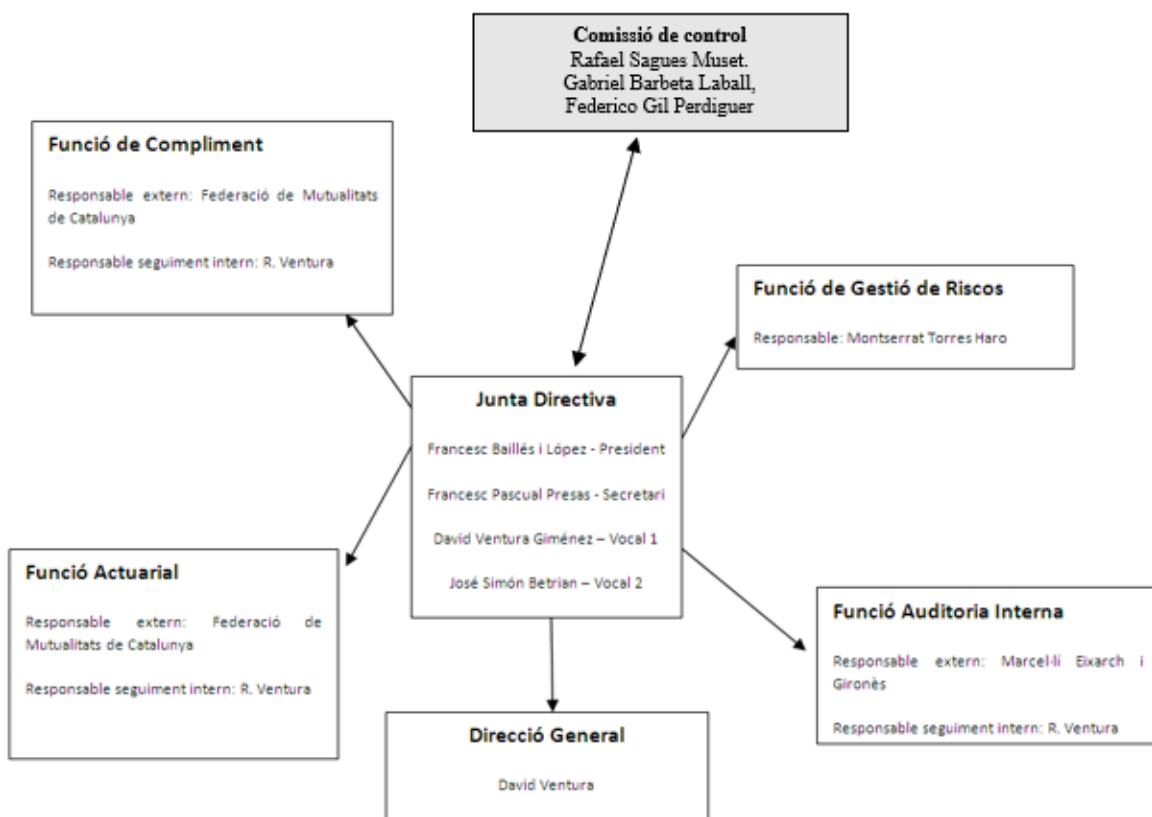 Comissió de control
Rafael Sagues Muset.
Gabriel Barbeta Laball,
Federico Gil Perdiguer
Funció de Compliment
Responsable extern: Federació de Mutualitats
de Catalunya
Responsable seguiment intern: R. Ventura
Funció de Gestió de Riscos
Responsable: Montserrat Torres Haro
Junta Directiva
Francesc Baillés i López - President
Francesc Pascual Presas - Secretari
David Ventura Giménez – Vocal 1
José Simón Betrian – Vocal 2
Funció Actuarial
Responsable extern: Federació de
Mutualitats de Catalunya
Responsable seguiment intern: R. Ventura
Funció Auditoria Interna
Responsable extern: Marcel·lí Eixarch i
Gironès
Responsable seguiment intern: R. Ventura
Direcció General
David Ventura